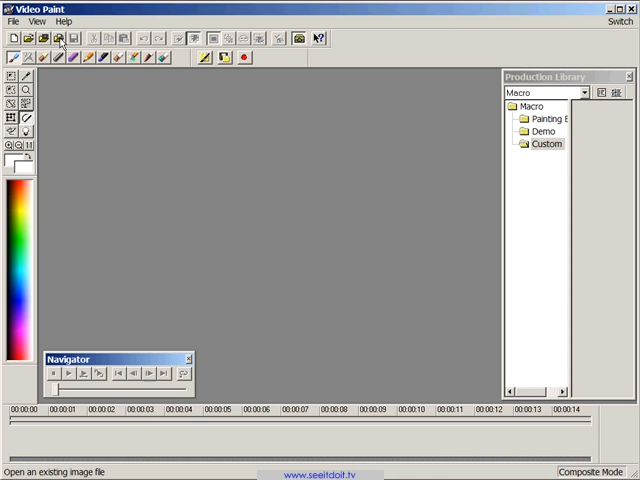 Video Paint
File View Help Switch
Production Library
Macro
Macro
Painting E
Demo
Custom
11
Navigator
00:00:00 00:00:01 00:00:02 00:00:03 00:00:04 00:00:05 00:00:06 00:00:07 00:00:08 00:00:09 00:00:10 00:00:11 00:00:12 00:00:13 00:00:14
Open an existing image file
Composite Mode
www.seeitdoit.tv